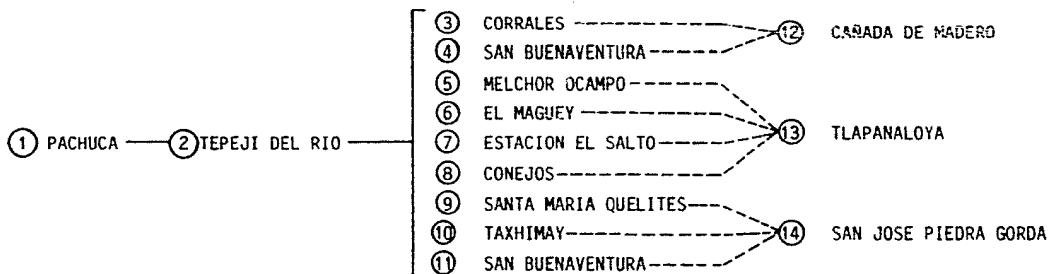 ③ CORRALES
⑫ CAÑADA DE MADERO
④ SAN BUENAVENTURA
⑤ MELCHOR OCAMPO
⑥ EL MAGUEY
① PACHUCA ② TEPEJI DEL RIO
⑦ ESTACION EL SALTO
⑬ TLAPANALOYA
⑧ CONEJOS
⑨ SANTA MARIA QUELITES
⑩ TAXHIMAY
⑭ SAN JOSE PIEDRA GORDA
⑪ SAN BUENAVENTURA